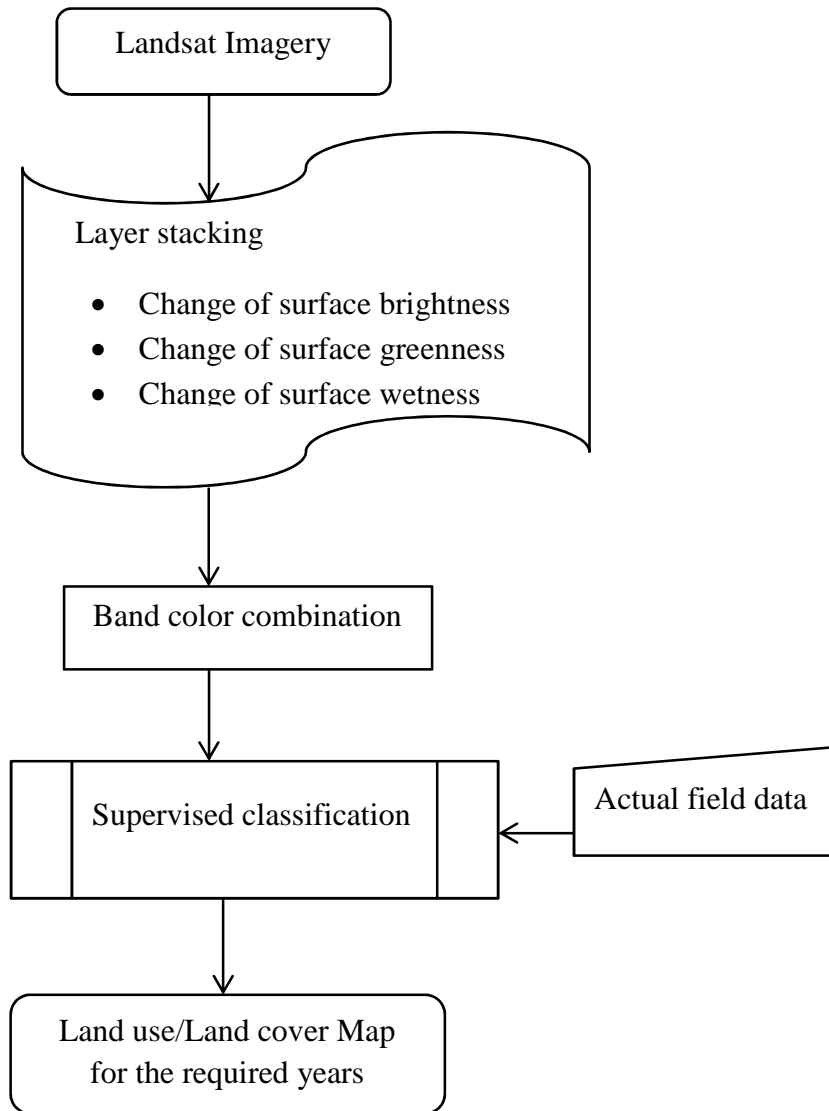 Landsat Imagery
Layer stacking
• Change of surface brightness
• Change of surface greenness
• Change of surface wetness
Band color combination
Supervised classification
Actual field data
Land use/Land cover Map
for the required years